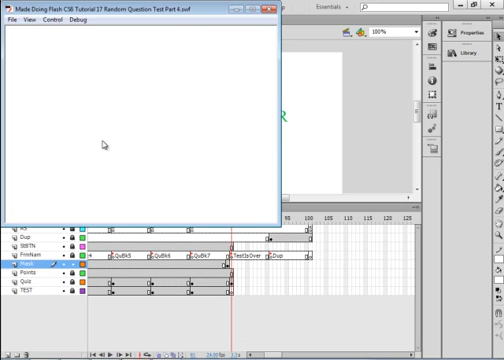 Made Doing Flash CS6 Tutorial 17 Random Question Test Part 4.swf
File View Control Debug
Essentials
100%
Properties
Library
R
95 100 105 110 115 120 125
Dup
StBTN
FrmNam
QuBk5 QuBk6 QuBk7 TestIsOver Dup
Mask
Points
Quiz
TEST